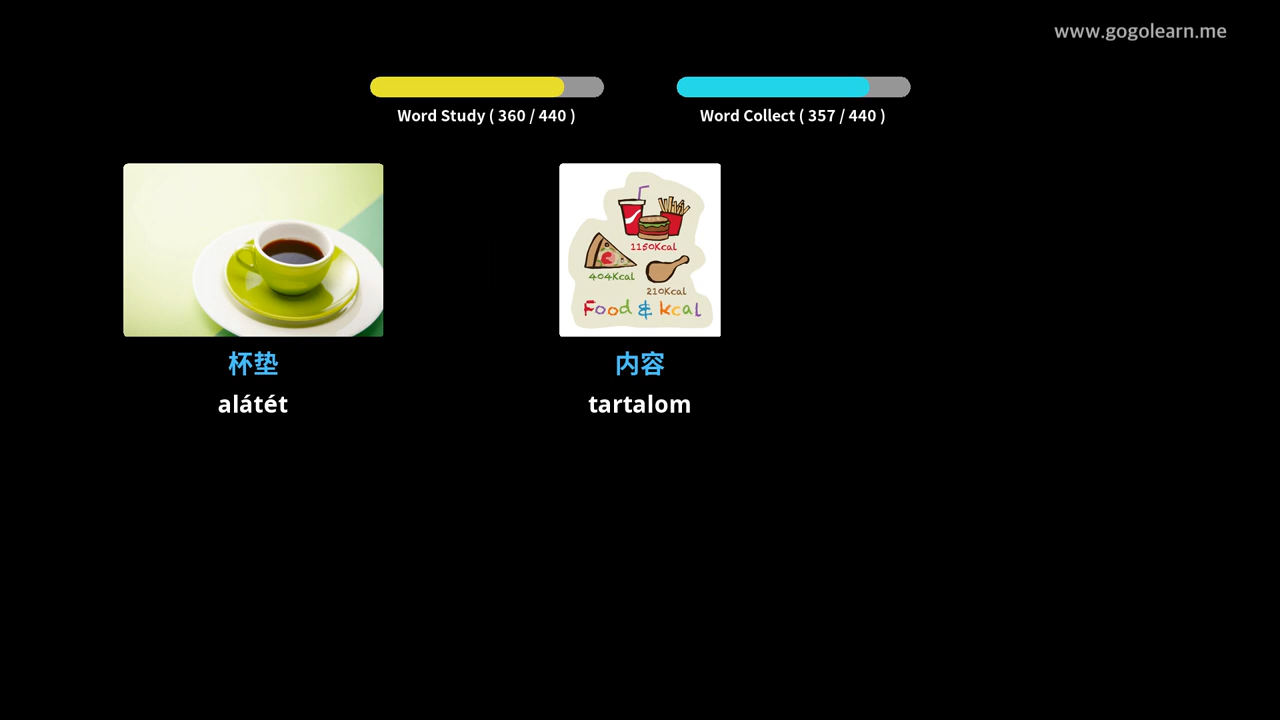 www.gogolearn.me
Word Study ( 360 / 440 )
Word Collect ( 357 / 440 )
1150Kcal
404Kcal
210Kcal
Food & kcal
杯垫
内容
alátét
tartalom